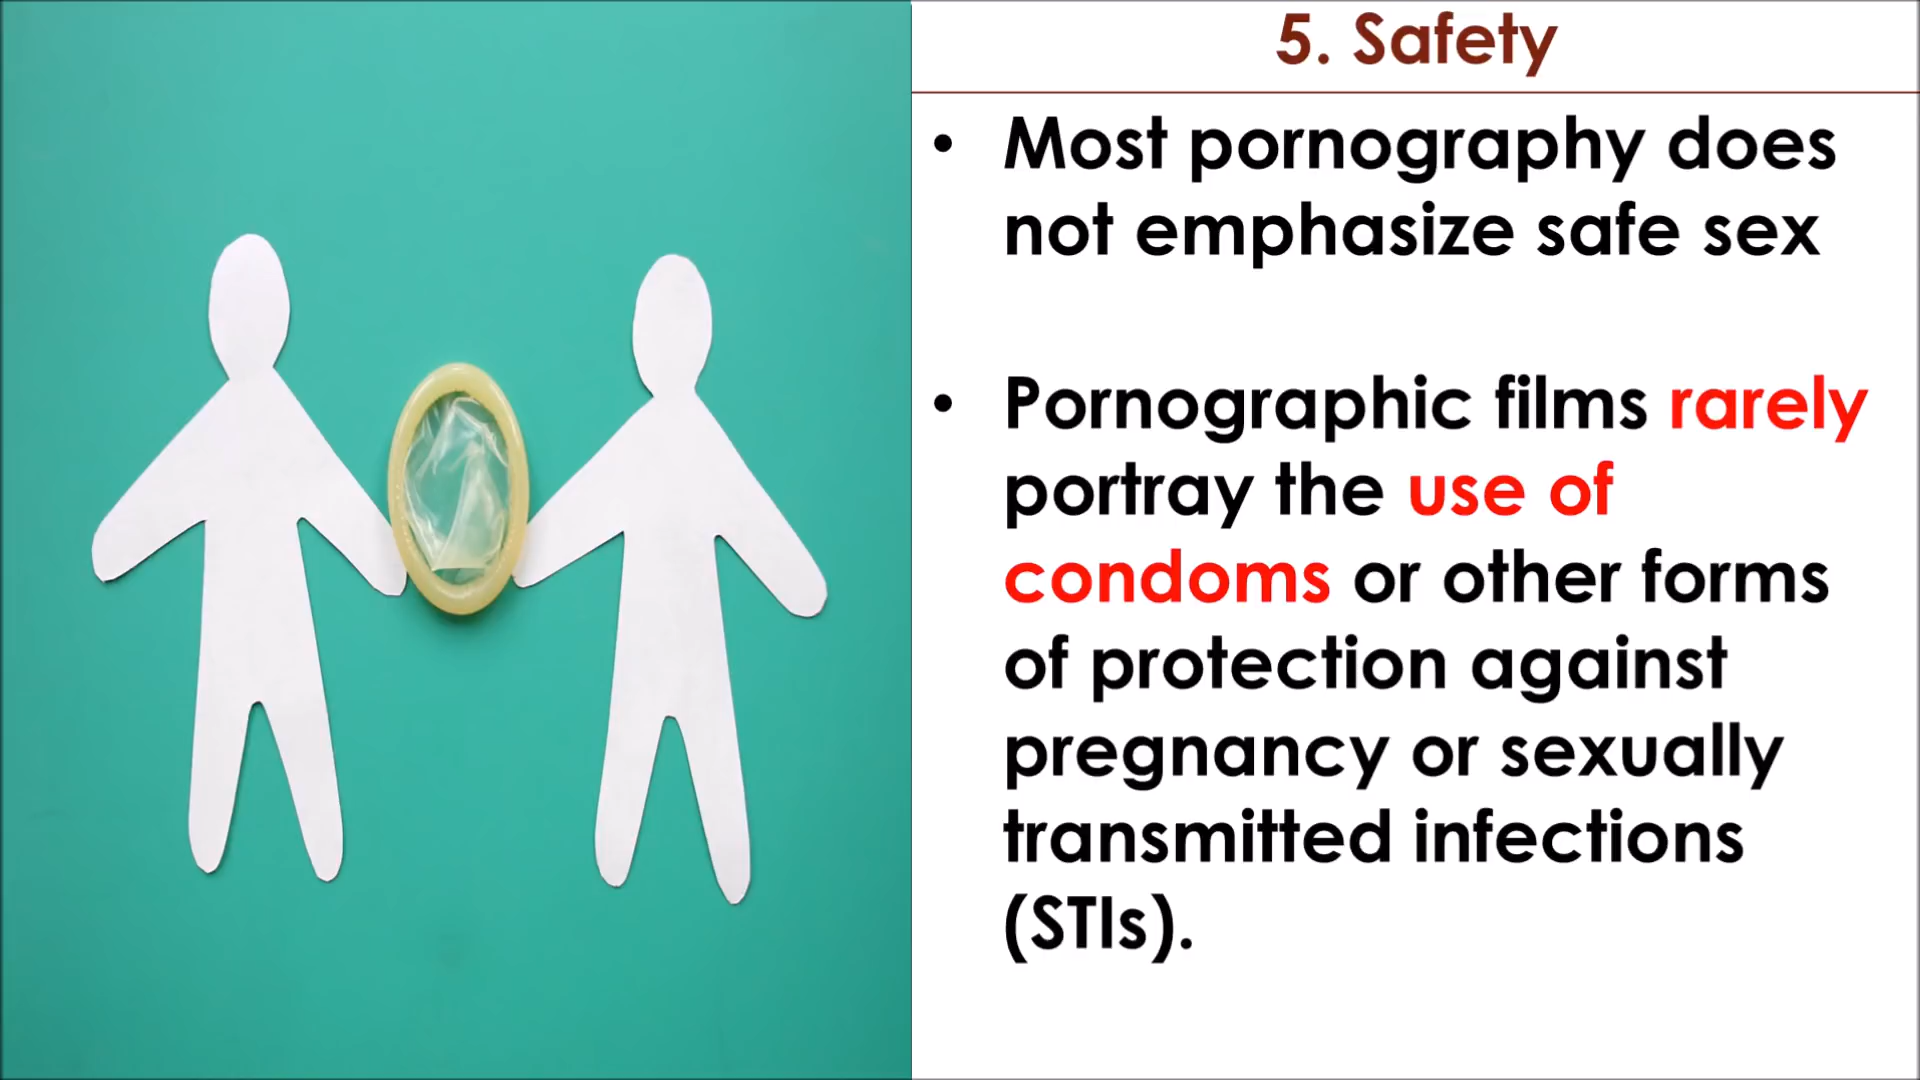 5. Safety
• Most pornography does
not emphasize safe sex
• Pornographic films rarely
portray the use of
condoms or other forms
of protection against
pregnancy or sexually
transmitted infections
(STIs).